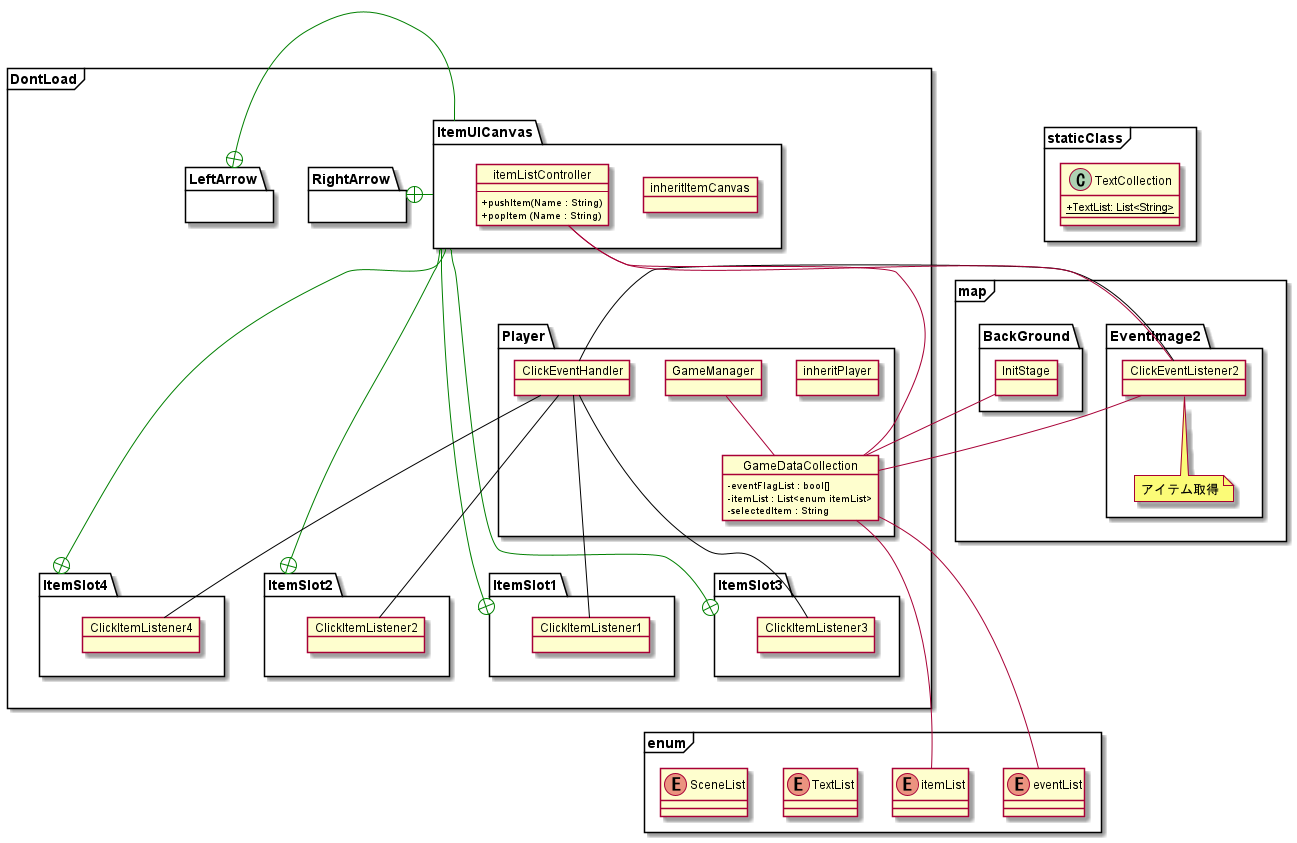 DontLoad
ItemUICanvas
staticClass
LeftArrow
RightArrow
itemListController
+pushItem(Name : String)
+popItem (Name : String)
inheritItemCanvas
C
TextCollection
+TextList: List<String>
map
Player
BackGround
EventImage2
ClickEventHandler
GameManager
inheritPlayer
InitStage
ClickEventListener2
GameDataCollection
-eventFlagList : bool[]
-itemList : List<enum itemList>
-selectedItem : String
アイテム取得
ItemSlot4
ItemSlot2
ItemSlot1
ItemSlot3
ClickItemListener4
ClickItemListener2
ClickItemListener1
ClickItemListener3
enum
E
SceneList
E
TextList
E
itemList
E
eventList